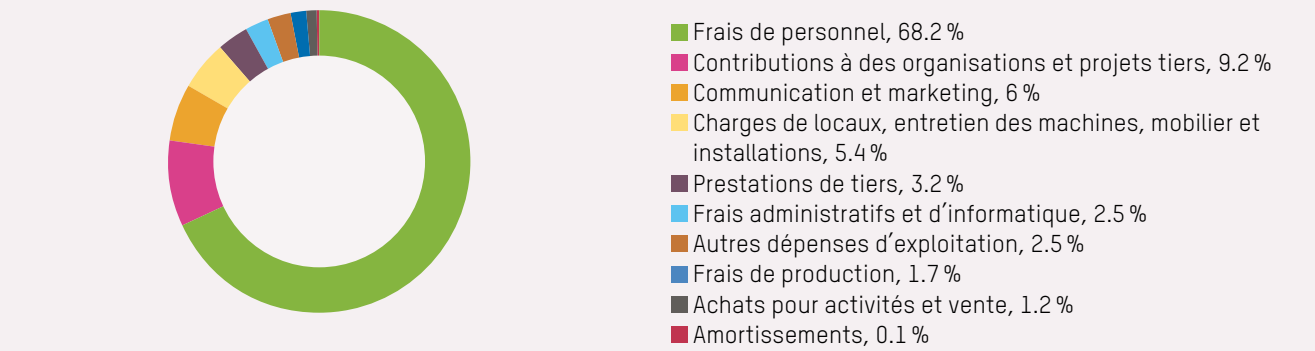 Frais de personnel, 68.2 %
Contributions à des organisations et projets tiers, 9.2 %
Communication et marketing, 6 %
Charges de locaux, entretien des machines, mobilier et
installations, 5.4 %
Prestations de tiers, 3.2 %
Frais administratifs et d’informatique, 2.5 %
Autres dépenses d’exploitation, 2.5 %
Frais de production, 1.7 %
Achats pour activités et vente, 1.2 %
Amortissements, 0.1 %